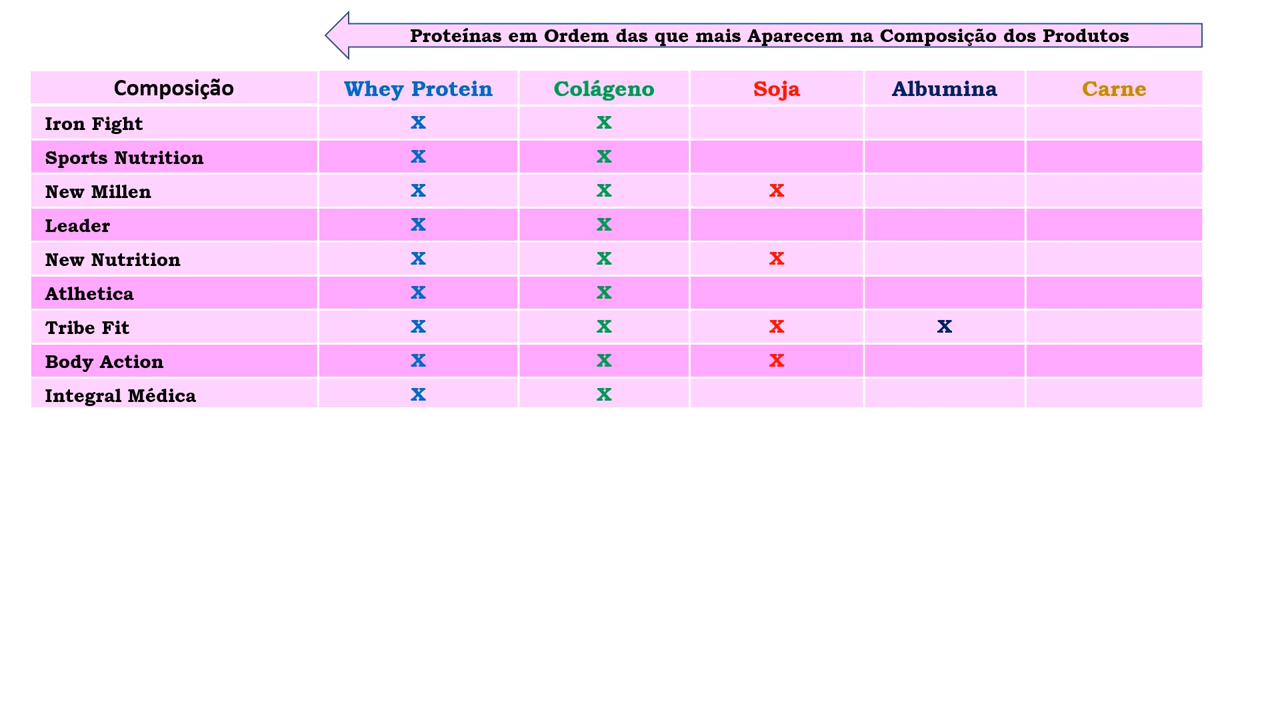 Proteínas em Ordem das que mais Aparecem na Composição dos Produtos
Composição Whey Protein Colágeno Soja Albumina Carne
Iron Fight X X
Sports Nutrition X X
New Millen X X X
Leader X X
New Nutrition X X X
Atlhetica X X
Tribe Fit X X X X
Body Action X X X
Integral Médica X X